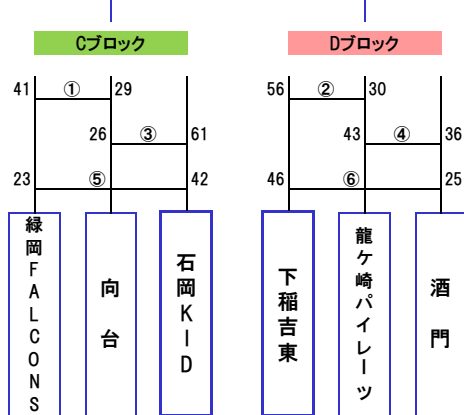 Cブロック Dブロック
41 ① 29 56 ② 30
26 ③ 61 43 ④ 36
23 ⑤ 42 46 ⑥ 25
緑岡FALCONS
向台
石岡KID
下稲吉東
龍ケ崎パイレーツ
酒門